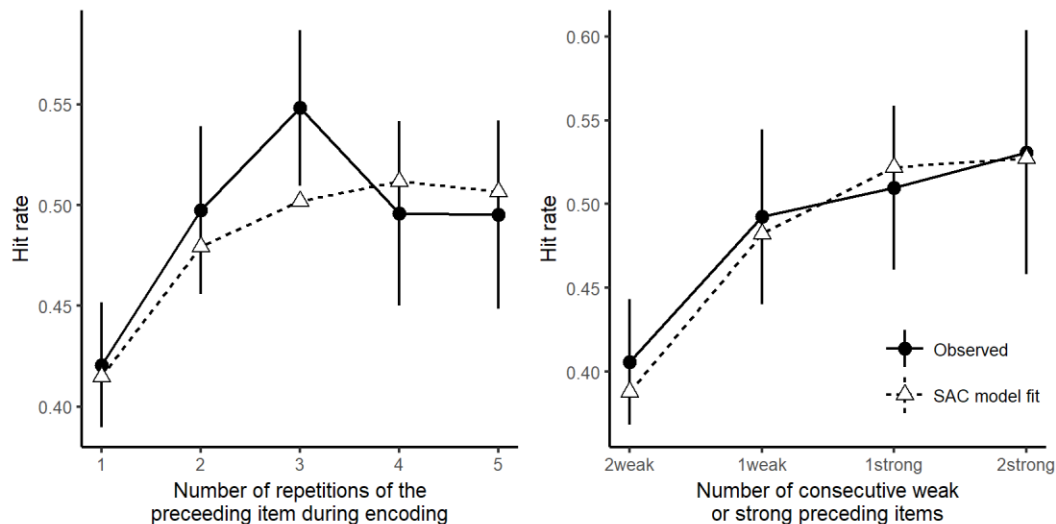 Hit rate
0.55
0.50
0.45
0.40
1
2
3
4
5
Number of repetitions of the
preceeding item during encoding
Hit rate
0.60
0.55
0.50
0.45
0.40
2weak
1weak
1strong
2strong
Number of consecutive weak
or strong preceding items
Observed
SAC model fit